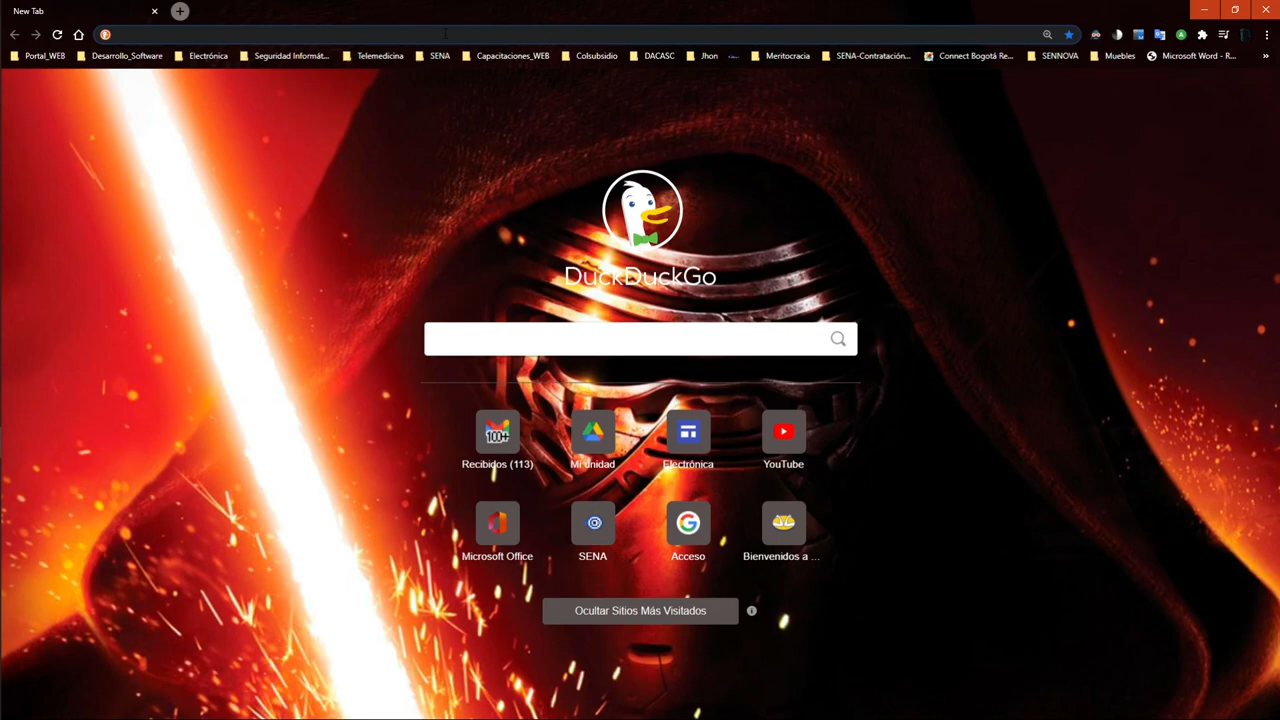 New Tab
Portal_WEB Desarrollo_Software Electrónica Seguridad Informát... Telemedicina SENA Capacitaciones_WEB Colsubsidio DACASC Jhon Meritocracia SENA-Contratación... Connect Bogotá Re... SENNOVA Muebles Microsoft Word - R... »
DuckDuckGo
100+
Recibidos (113) Mi unidad Electrónica YouTube
Microsoft Office SENA Acceso Bienvenidos a ...
Ocultar Sitios Más Visitados